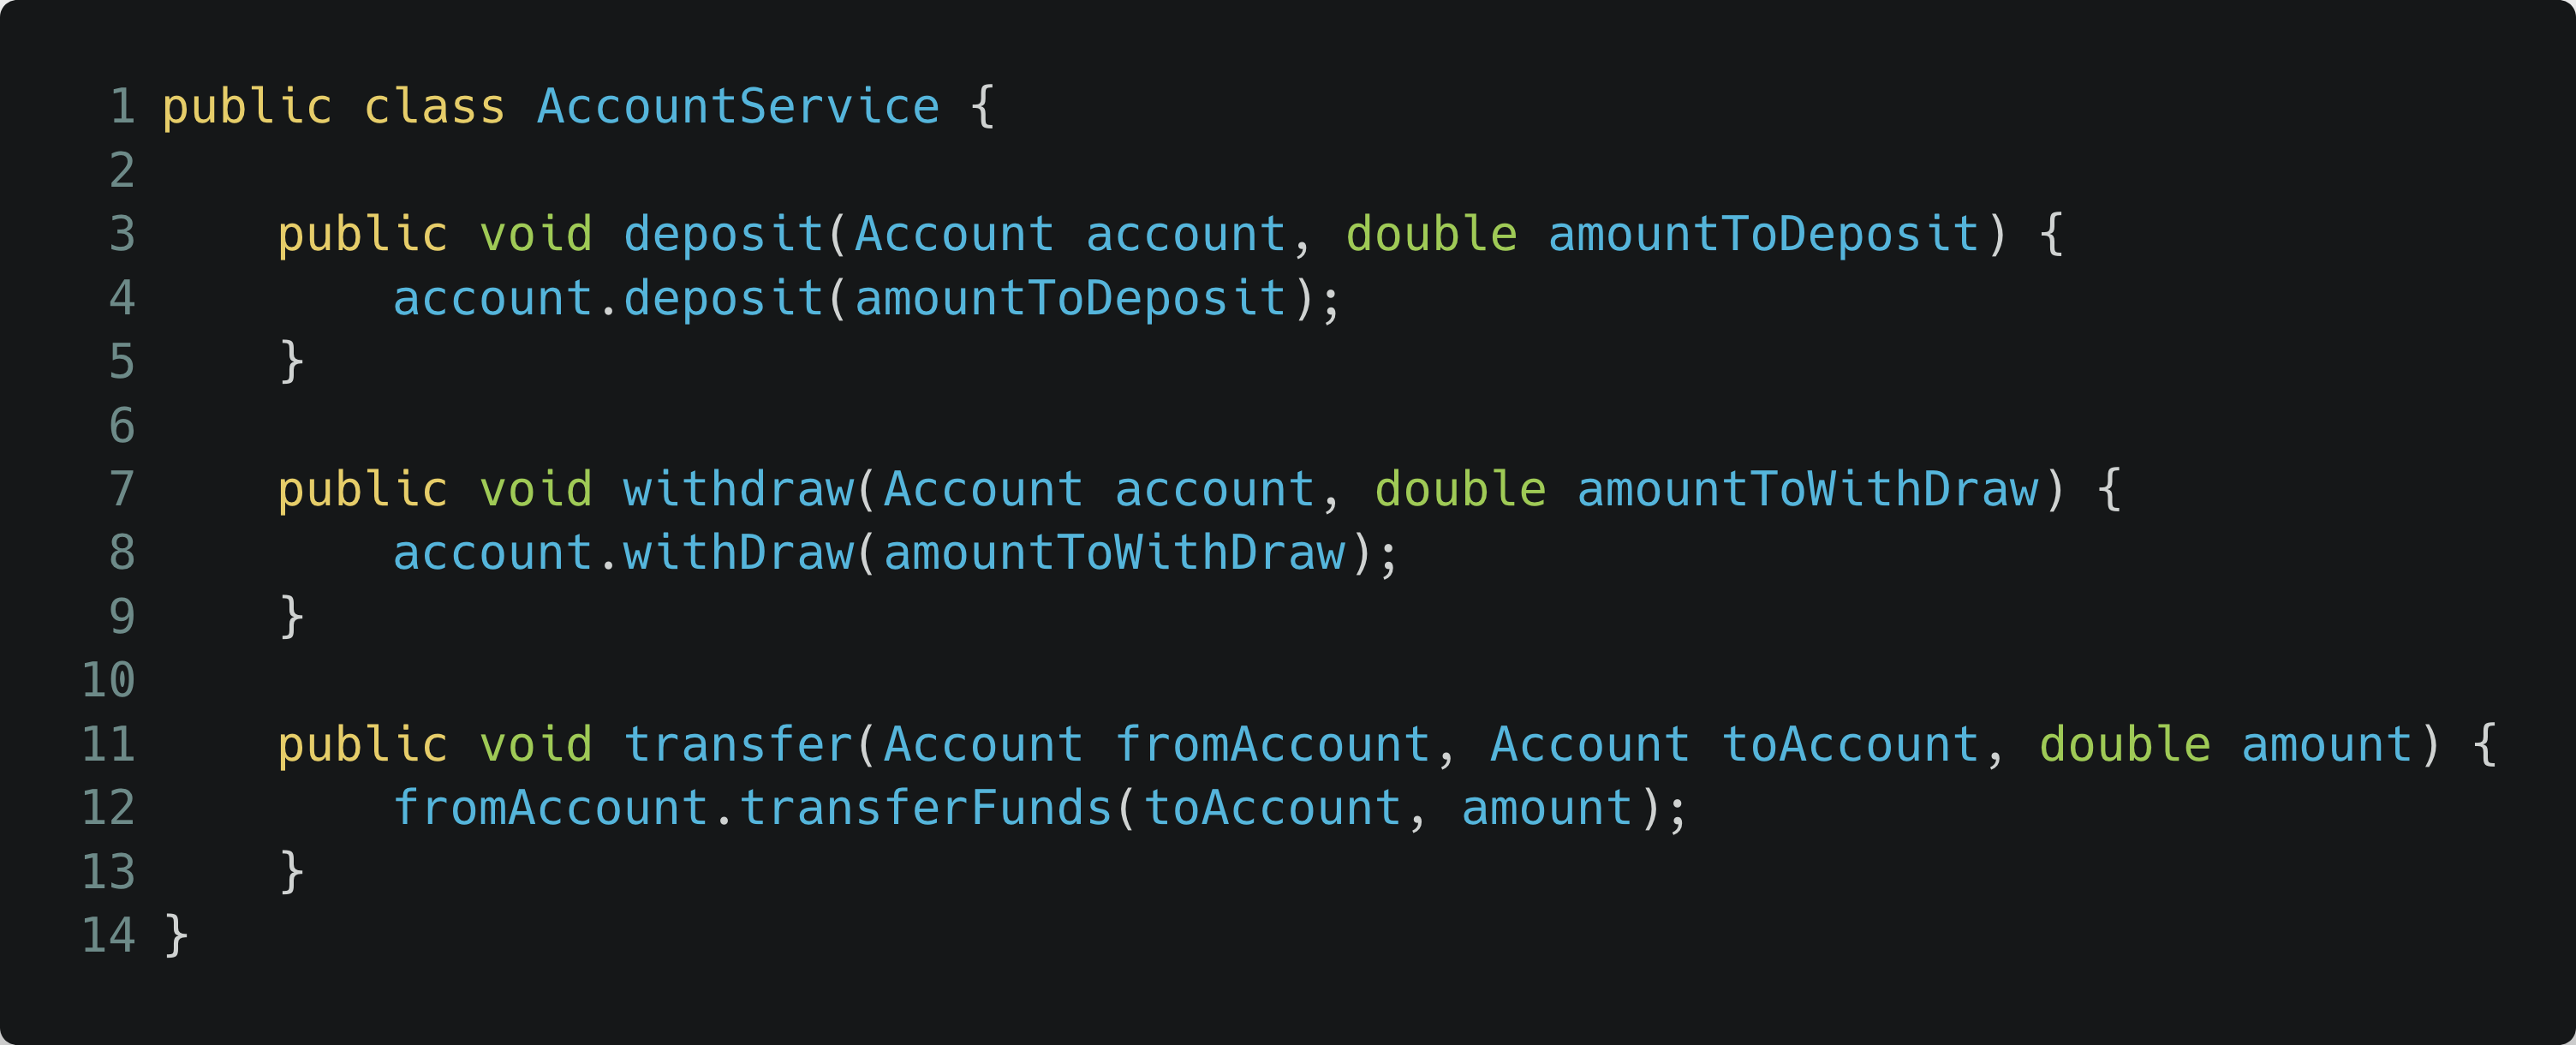 1 public class AccountService {
2
3     public void deposit(Account account, double amountToDeposit) {
4         account.deposit(amountToDeposit);
5     }
6
7     public void withdraw(Account account, double amountToWithDraw) {
8         account.withDraw(amountToWithDraw);
9     }
10
11     public void transfer(Account fromAccount, Account toAccount, double amount) {
12         fromAccount.transferFunds(toAccount, amount);
13     }
14 }